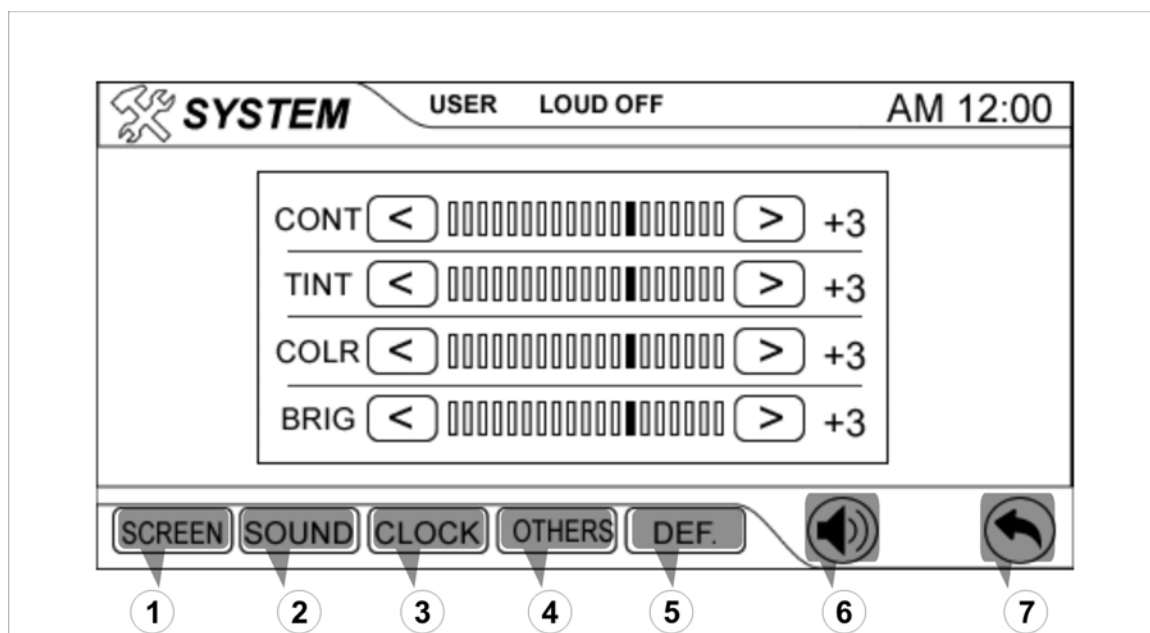 SYSTEM USER LOUD OFF AM 12:00
CONT < > +3
TINT < > +3
COLR < > +3
BRIG < > +3
SCREEN SOUND CLOCK OTHERS DEF.
1 2 3 4 5 6 7